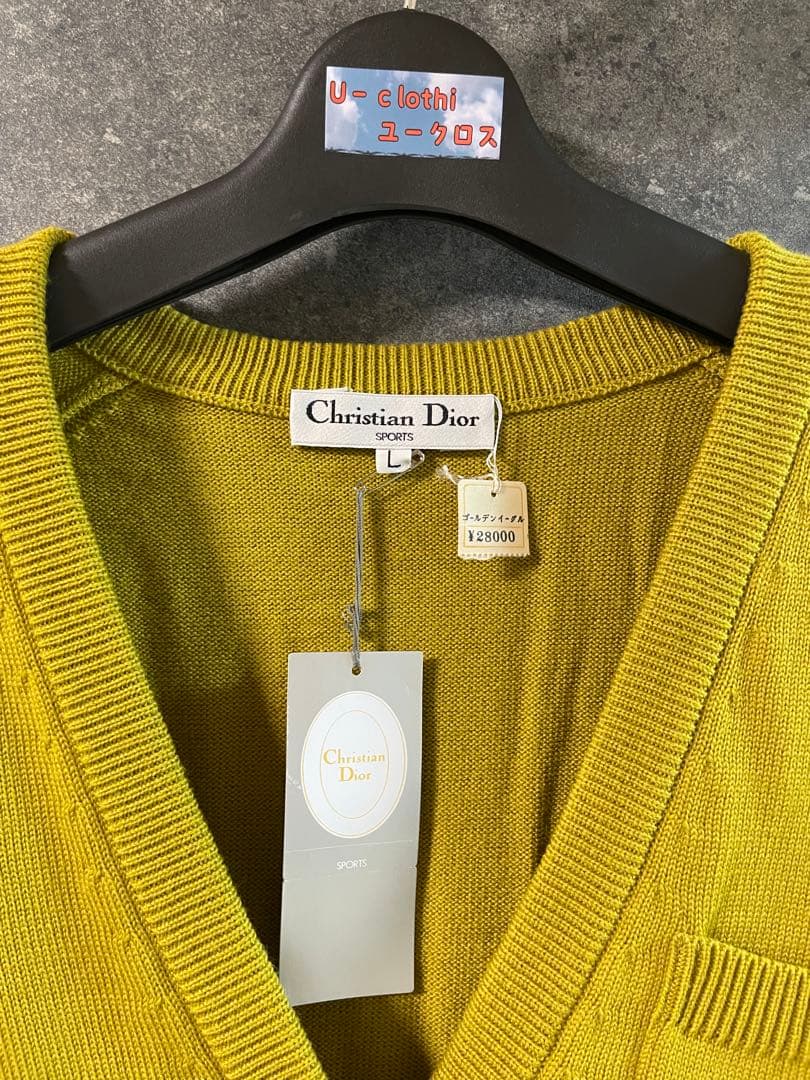 U-clothi
ユークロス
Christian Dior
SPORTS
L
ゴールデンイーグル
¥28000
Christian
Dior
SPORTS